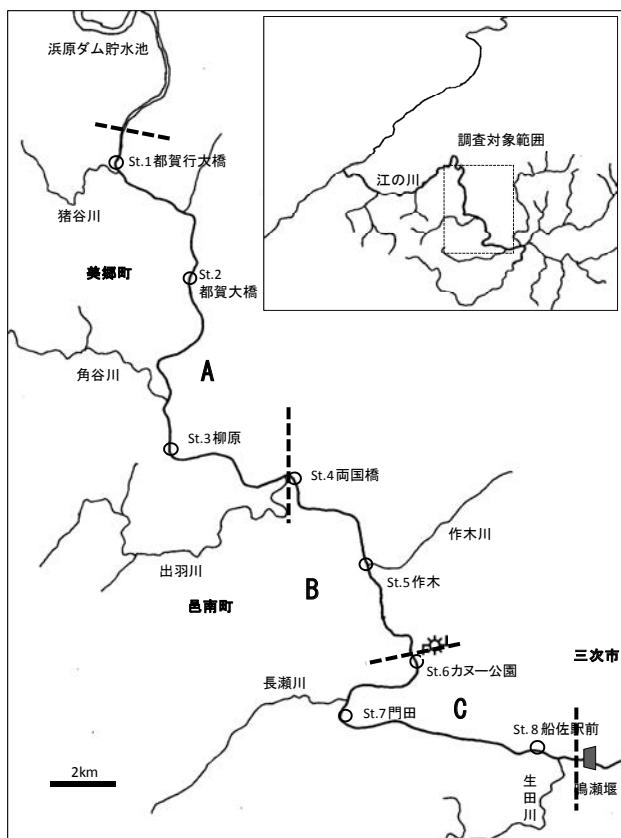 浜原ダム貯水池
調査対象範囲
江の川
St.1都賀行大橋
猪谷川
美郷町
St.2
都賀大橋
A
角谷川
St.3柳原
St.4両国橋
作木川
出羽川
B
St.5作木
邑南町
三次市
St.6カヌー公園
長瀬川
C
St.7門田
St.8船佐駅前
2km
生田川
鳴瀬堰